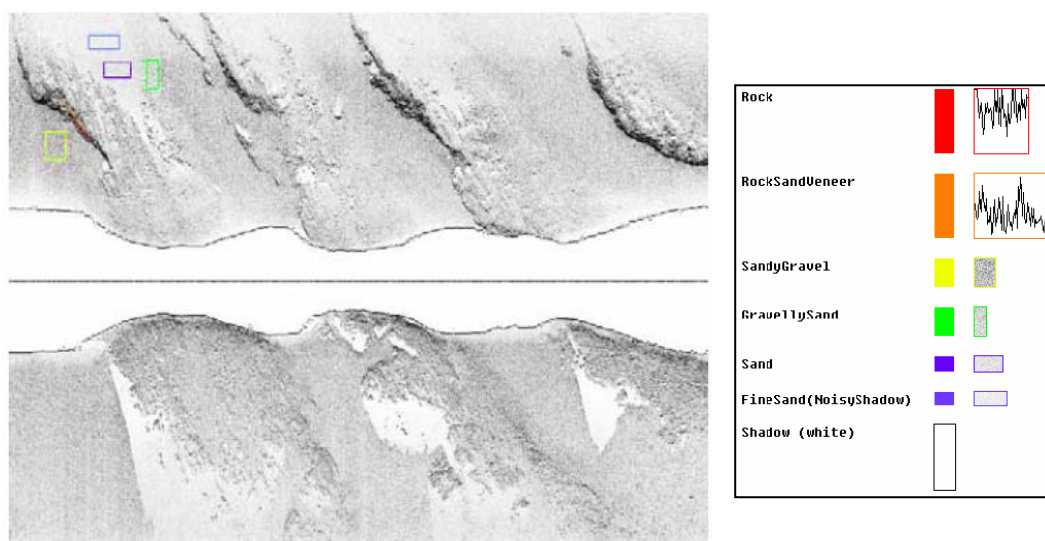 Rock
RockSandVeneer
SandyGravel
GravellySand
Sand
FineSand(NoisyShadow)
Shadow (white)